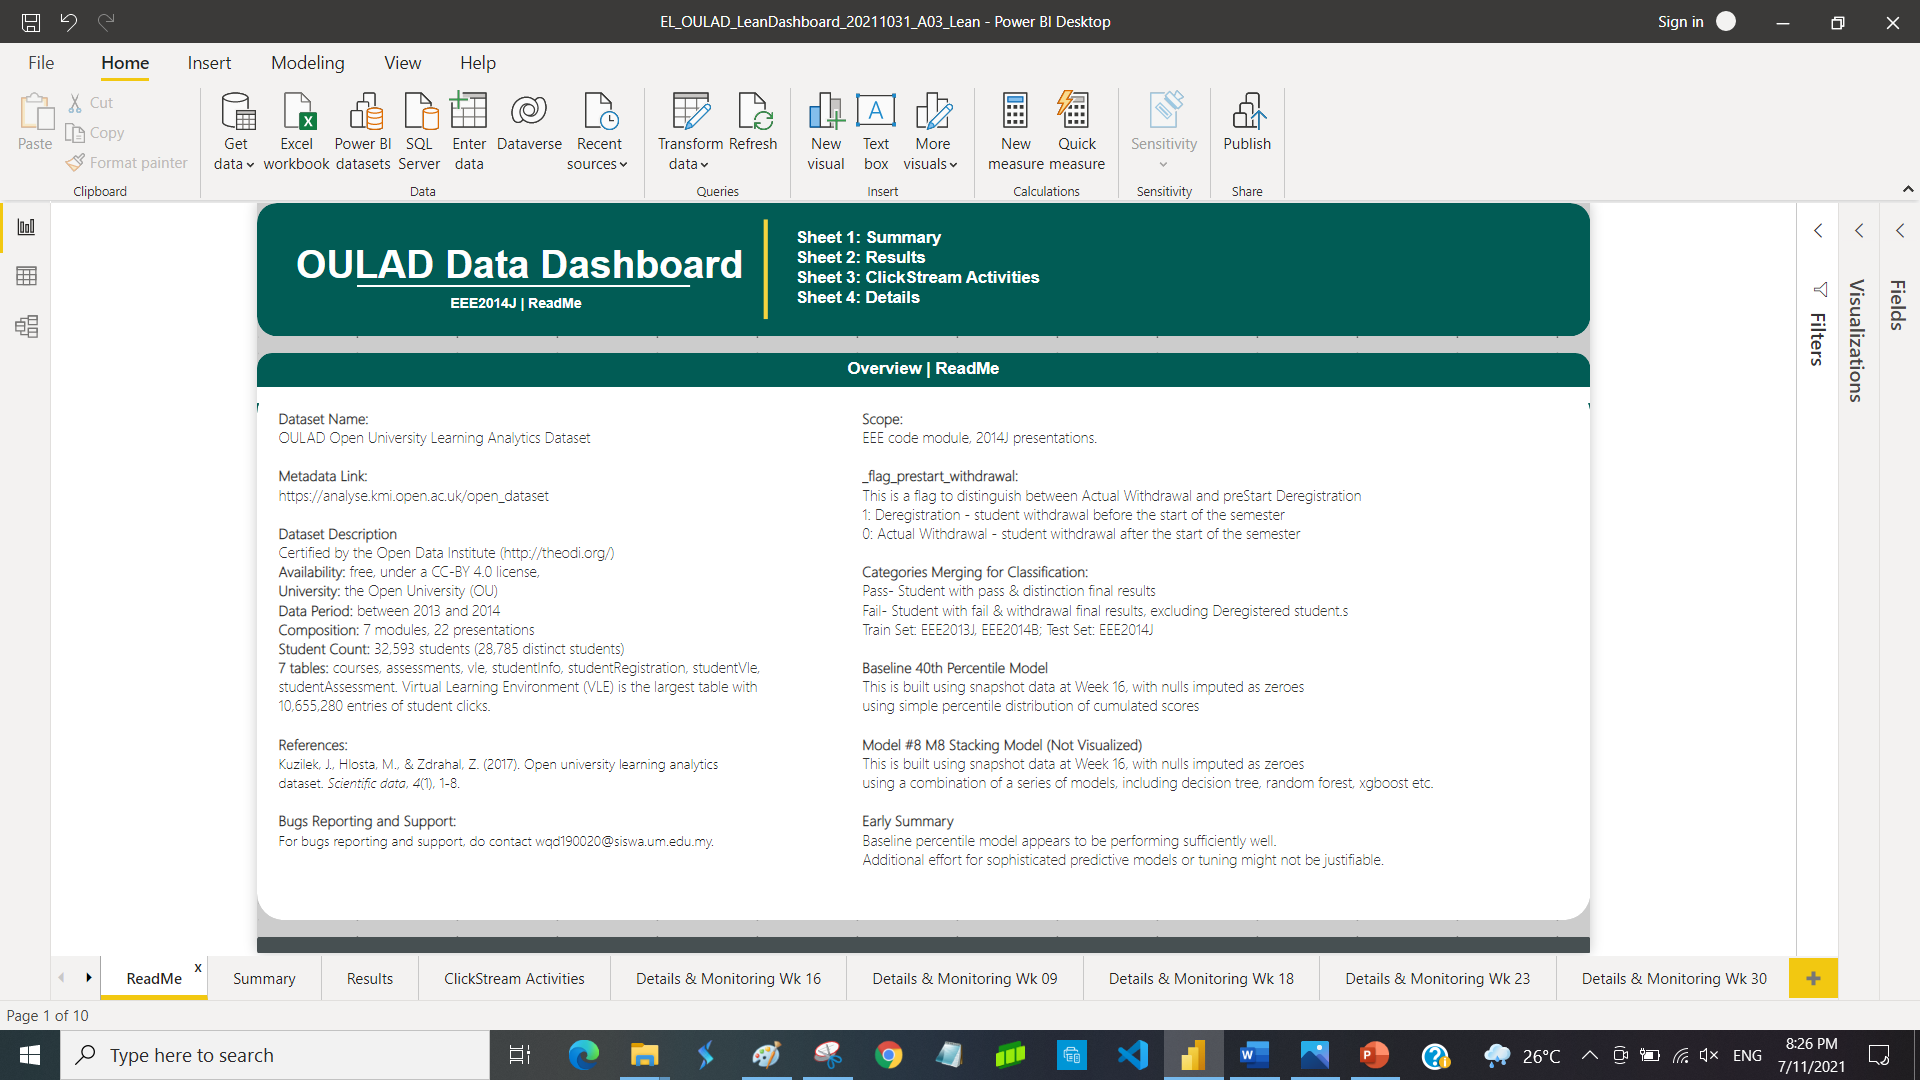 EL_OULAD_LeanDashboard_20211031_A03_Lean - Power BI Desktop
Sign in
File Home Insert Modeling View Help
Paste
Cut
Copy
Format painter
Clipboard
Get data
Excel workbook
Power BI datasets
SQL Server
Enter data
Dataverse
Recent sources
Data
Transform data
Refresh
Queries
New visual
Text box
More visuals
Insert
New measure
Quick measure
Calculations
Sensitivity
Sensitivity
Publish
Share
OULAD Data Dashboard
EEE2014J | ReadMe
Sheet 1: Summary
Sheet 2: Results
Sheet 3: ClickStream Activities
Sheet 4: Details
Overview | ReadMe
Dataset Name:
OULAD Open University Learning Analytics Dataset
Metadata Link:
https://analyse.kmi.open.ac.uk/open_dataset
Dataset Description
Certified by the Open Data Institute (http://theodi.org/)
Availability: free, under a CC-BY 4.0 license,
University: the Open University (OU)
Data Period: between 2013 and 2014
Composition: 7 modules, 22 presentations
Student Count: 32,593 students (28,785 distinct students)
7 tables: courses, assessments, vle, studentInfo, studentRegistration, studentVle,
studentAssessment. Virtual Learning Environment (VLE) is the largest table with
10,655,280 entries of student clicks.
References:
Kuzilek, J., Hlosta, M., & Zdrahal, Z. (2017). Open university learning analytics
dataset. Scientific data, 4(1), 1-8.
Bugs Reporting and Support:
For bugs reporting and support, do contact wqd190020@siswa.um.edu.my.
Scope:
EEE code module, 2014J presentations.
_flag_prestart_withdrawal:
This is a flag to distinguish between Actual Withdrawal and preStart Deregistration
1: Deregistration - student withdrawal before the start of the semester
0: Actual Withdrawal - student withdrawal after the start of the semester
Categories Merging for Classification:
Pass- Student with pass & distinction final results
Fail- Student with fail & withdrawal final results, excluding Deregistered student.s
Train Set: EEE2013J, EEE2014B; Test Set: EEE2014J
Baseline 40th Percentile Model
This is built using snapshot data at Week 16, with nulls imputed as zeroes
using simple percentile distribution of cumulated scores
Model #8 M8 Stacking Model (Not Visualized)
This is built using snapshot data at Week 16, with nulls imputed as zeroes
using a combination of a series of models, including decision tree, random forest, xgboost etc.
Early Summary
Baseline percentile model appears to be performing sufficiently well.
Additional effort for sophisticated predictive models or tuning might not be justifiable.
Filters
Visualizations
Fields
ReadMe x Summary Results ClickStream Activities Details & Monitoring Wk 16 Details & Monitoring Wk 09 Details & Monitoring Wk 18 Details & Monitoring Wk 23 Details & Monitoring Wk 30
Page 1 of 10
Type here to search
26°C
ENG
8:26 PM
7/11/2021